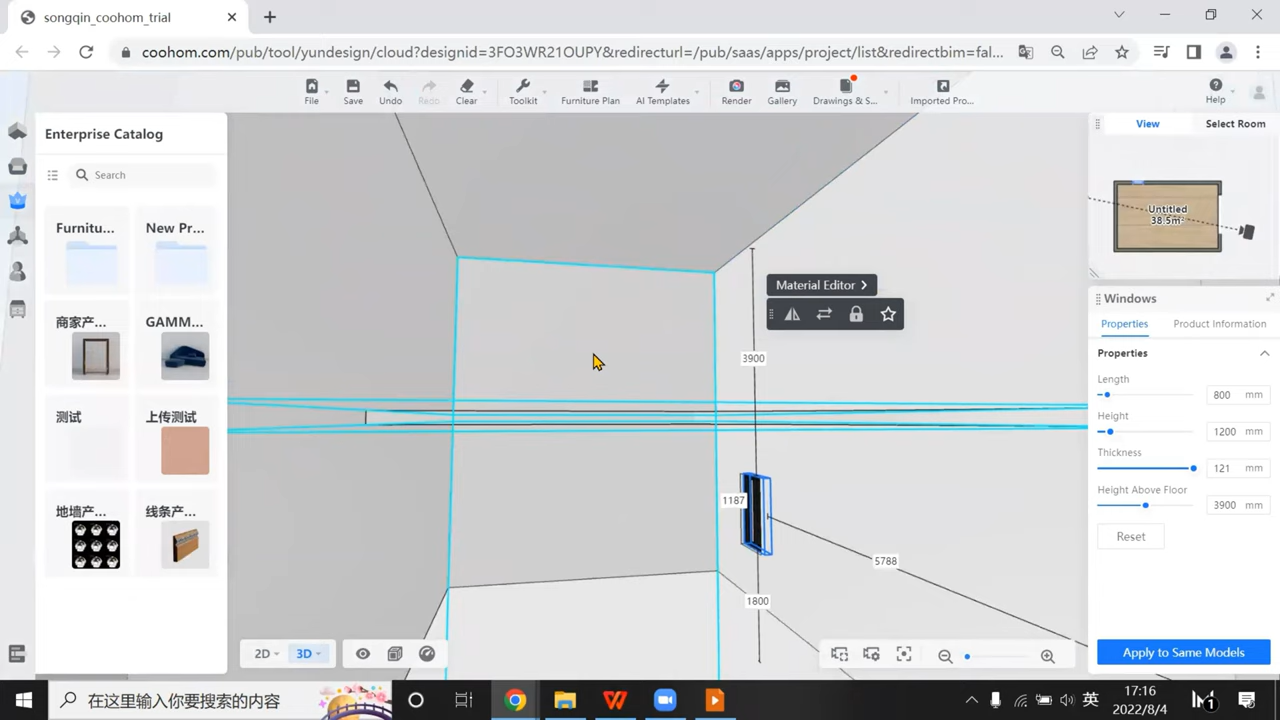 songqin_coohom_trial
coohom.com/pub/tool/yundesign/cloud?designid=3FO3WR21OUPY&redirecturl=/pub/saas/apps/project/list&redirectbim=fal...
File
Save
Undo
Redo
Clear
Toolkit
Furniture Plan
AI Templates
Render
Gallery
Drawings & S...
Imported Pro...
Help
Enterprise Catalog
Search
Furnitu...
New Pr...
商家产...
GAMM...
测试
上传测试
地墙产...
线条产...
Material Editor
3900
1187
5788
1800
2D
3D
View
Select Room
Untitled
38.5m²
Windows
Properties
Product Information
Properties
Length
800 mm
Height
1200 mm
Thickness
121 mm
Height Above Floor
3900 mm
Reset
Apply to Same Models
在这里输入你要搜索的内容
英
17:16
2022/8/4
1